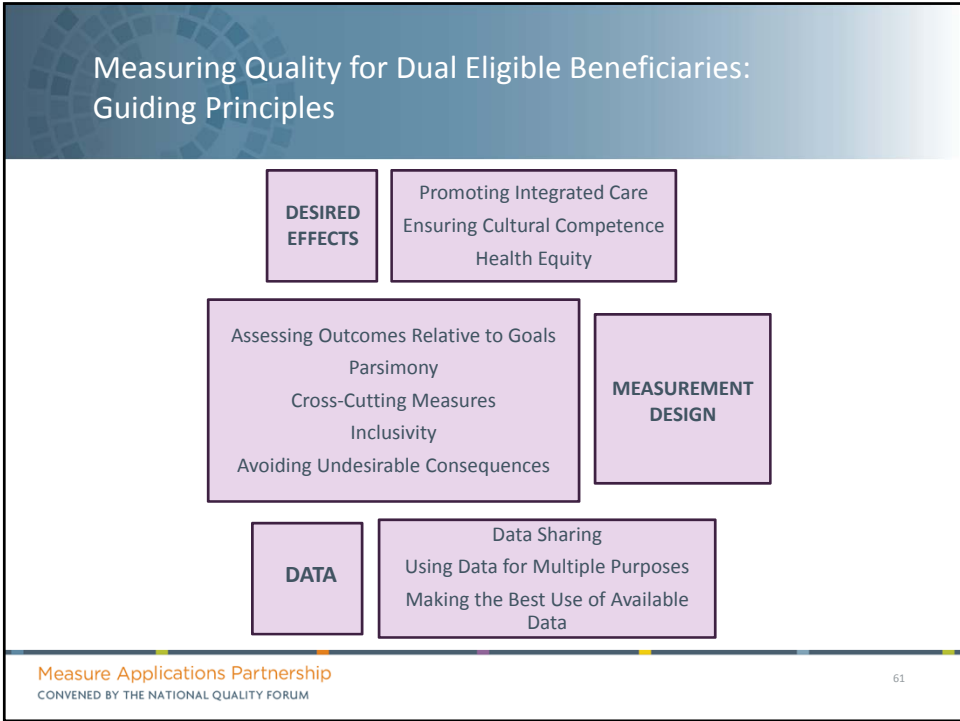 Measuring Quality for Dual Eligible Beneficiaries:
Guiding Principles
DESIRED
EFFECTS
Promoting Integrated Care
Ensuring Cultural Competence
Health Equity
Assessing Outcomes Relative to Goals
Parsimony
Cross-Cutting Measures
Inclusivity
Avoiding Undesirable Consequences
MEASUREMENT
DESIGN
DATA
Data Sharing
Using Data for Multiple Purposes
Making the Best Use of Available
Data
Measure Applications Partnership
CONVENED BY THE NATIONAL QUALITY FORUM
61